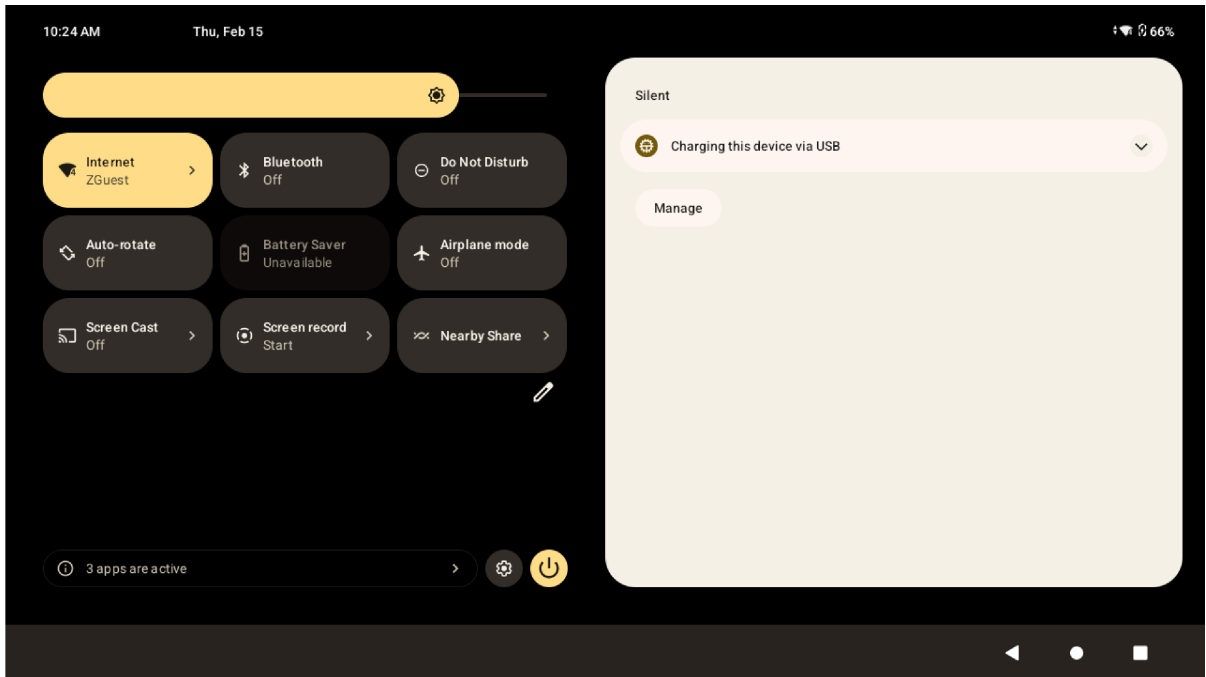 10:24 AM Thu, Feb 15 66%
Internet
ZGuest
Bluetooth
Off
Do Not Disturb
Off
Auto-rotate
Off
Battery Saver
Unavailable
Airplane mode
Off
Screen Cast
Off
Screen record
Start
Nearby Share
3 apps are active
Silent
Charging this device via USB
Manage